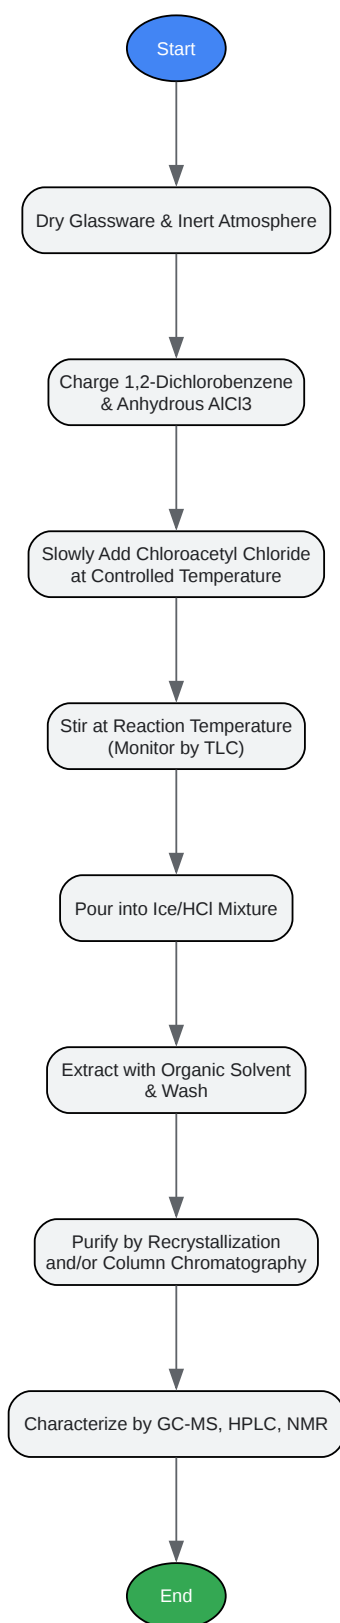 Start
Dry Glassware & Inert Atmosphere
Charge 1,2-Dichlorobenzene
& Anhydrous AlCl3
Slowly Add Chloroacetyl Chloride
at Controlled Temperature
Stir at Reaction Temperature
(Monitor by TLC)
Pour into Ice/HCl Mixture
Extract with Organic Solvent
& Wash
Purify by Recrystallization
and/or Column Chromatography
Characterize by GC-MS, HPLC, NMR
End